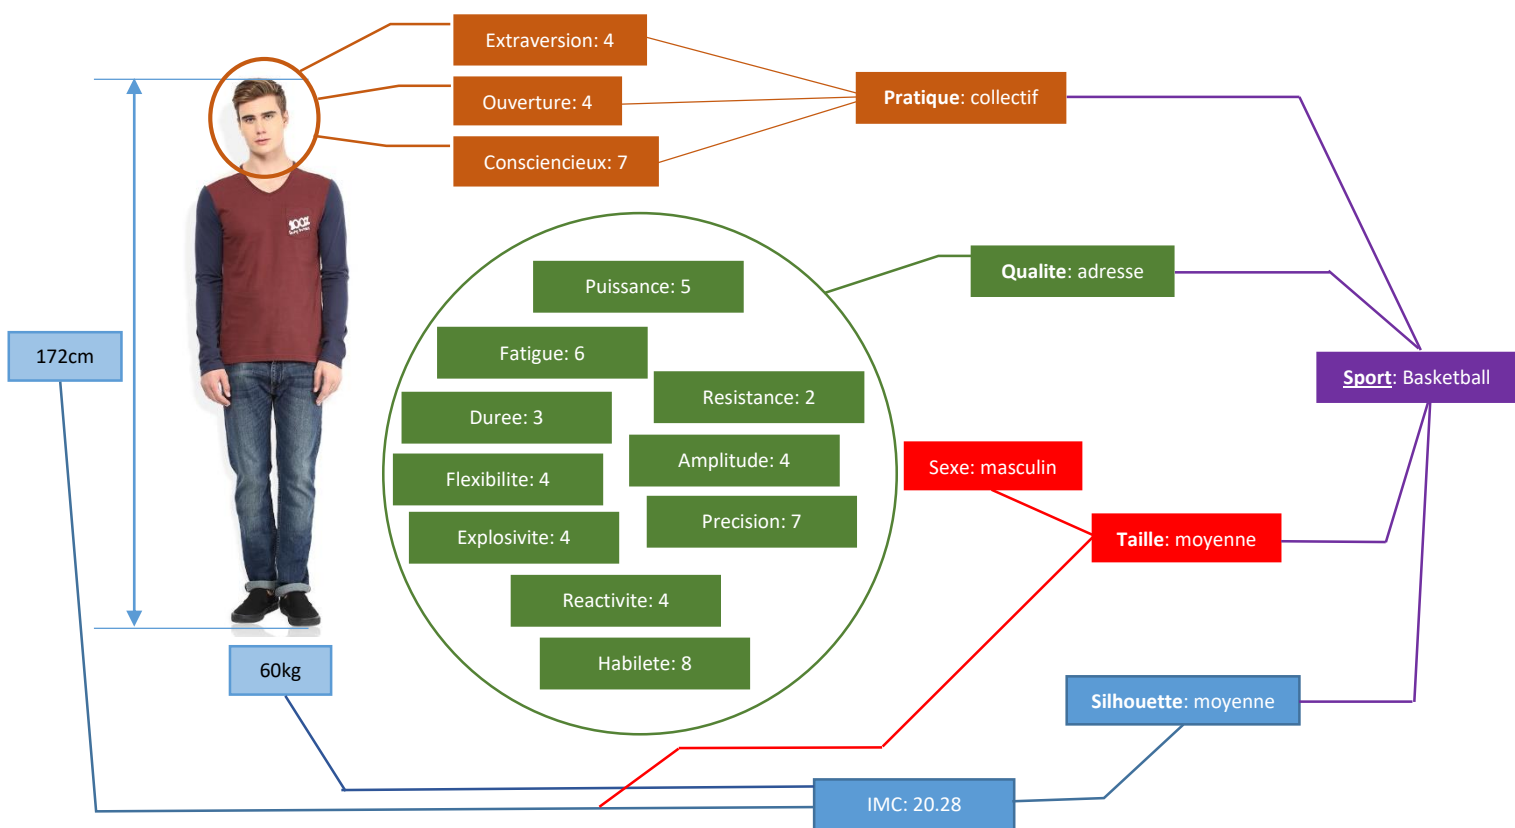 Extraversion: 4
Ouverture: 4
Pratique: collectif
Consciencieux: 7
100%
Qualite: adresse
Puissance: 5
Fatigue: 6
172cm
Resistance: 2
Sport: Basketball
Duree: 3
Amplitude: 4
Sexe: masculin
Flexibilite: 4
Precision: 7
Explosivite: 4
Taille: moyenne
Reactivite: 4
Habilete: 8
60kg
Silhouette: moyenne
IMC: 20.28